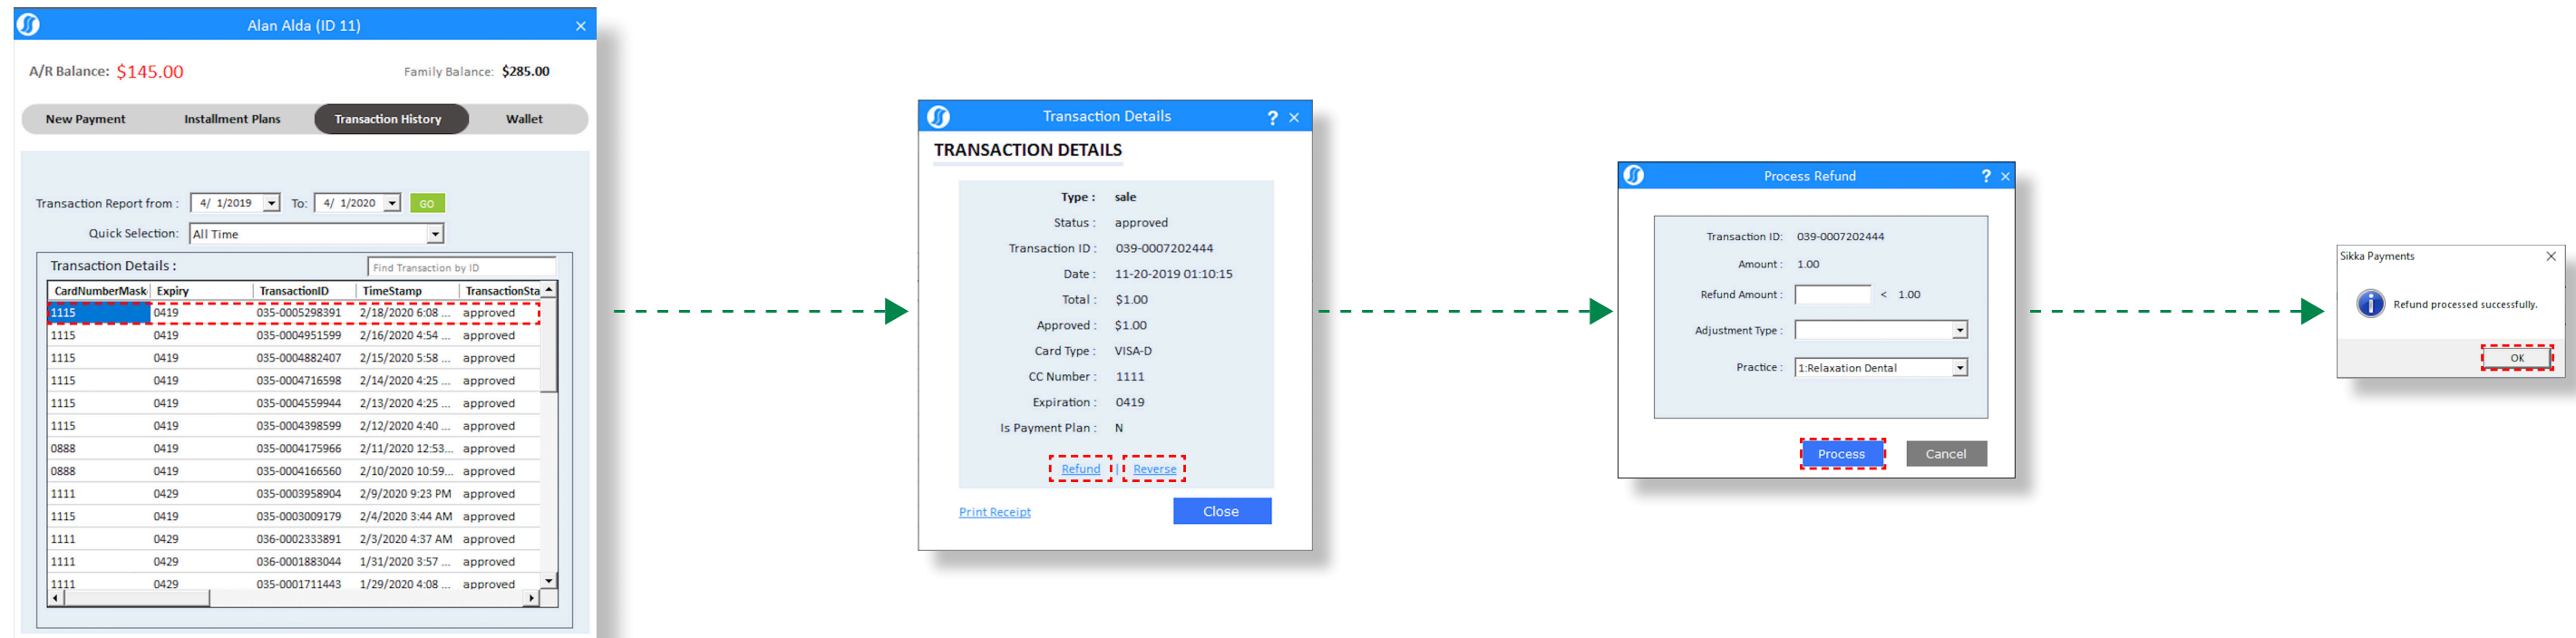 Alan Alda (ID 11)
A/R Balance: $145.00 Family Balance: $285.00
New Payment Installment Plans Transaction History Wallet
Transaction Report from : 4/ 1/2019 To: 4/ 1/2020 GO
Quick Selection: All Time
Transaction Details : Find Transaction by ID
CardNumberMask Expiry TransactionID TimeStamp TransactionSta
1115 0419 035-0005298391 2/18/2020 6:08 ... approved
1115 0419 035-0004951599 2/16/2020 4:54 ... approved
1115 0419 035-0004882407 2/15/2020 5:58 ... approved
1115 0419 035-0004716598 2/14/2020 4:25 ... approved
1115 0419 035-0004559944 2/13/2020 4:25 ... approved
1115 0419 035-0004398599 2/12/2020 4:40 ... approved
0888 0419 035-0004175966 2/11/2020 12:53... approved
0888 0419 035-0004166560 2/10/2020 10:59... approved
1111 0429 035-0003958904 2/9/2020 9:23 PM approved
1115 0419 035-0003009179 2/4/2020 3:44 AM approved
1111 0429 036-0002333891 2/3/2020 4:37 AM approved
1111 0429 036-0001883044 1/31/2020 3:57 ... approved
1111 0429 035-0001711443 1/29/2020 4:08 ... approved
Transaction Details ?
TRANSACTION DETAILS
Type : sale
Status : approved
Transaction ID : 039-0007202444
Date : 11-20-2019 01:10:15
Total : $1.00
Approved : $1.00
Card Type : VISA-D
CC Number : 1111
Expiration : 0419
Is Payment Plan : N
Refund | Reverse
Print Receipt Close
Process Refund ?
Transaction ID: 039-0007202444
Amount : 1.00
Refund Amount : < 1.00
Adjustment Type :
Practice : 1:Relaxation Dental
Process Cancel
Sikka Payments
Refund processed successfully.
OK